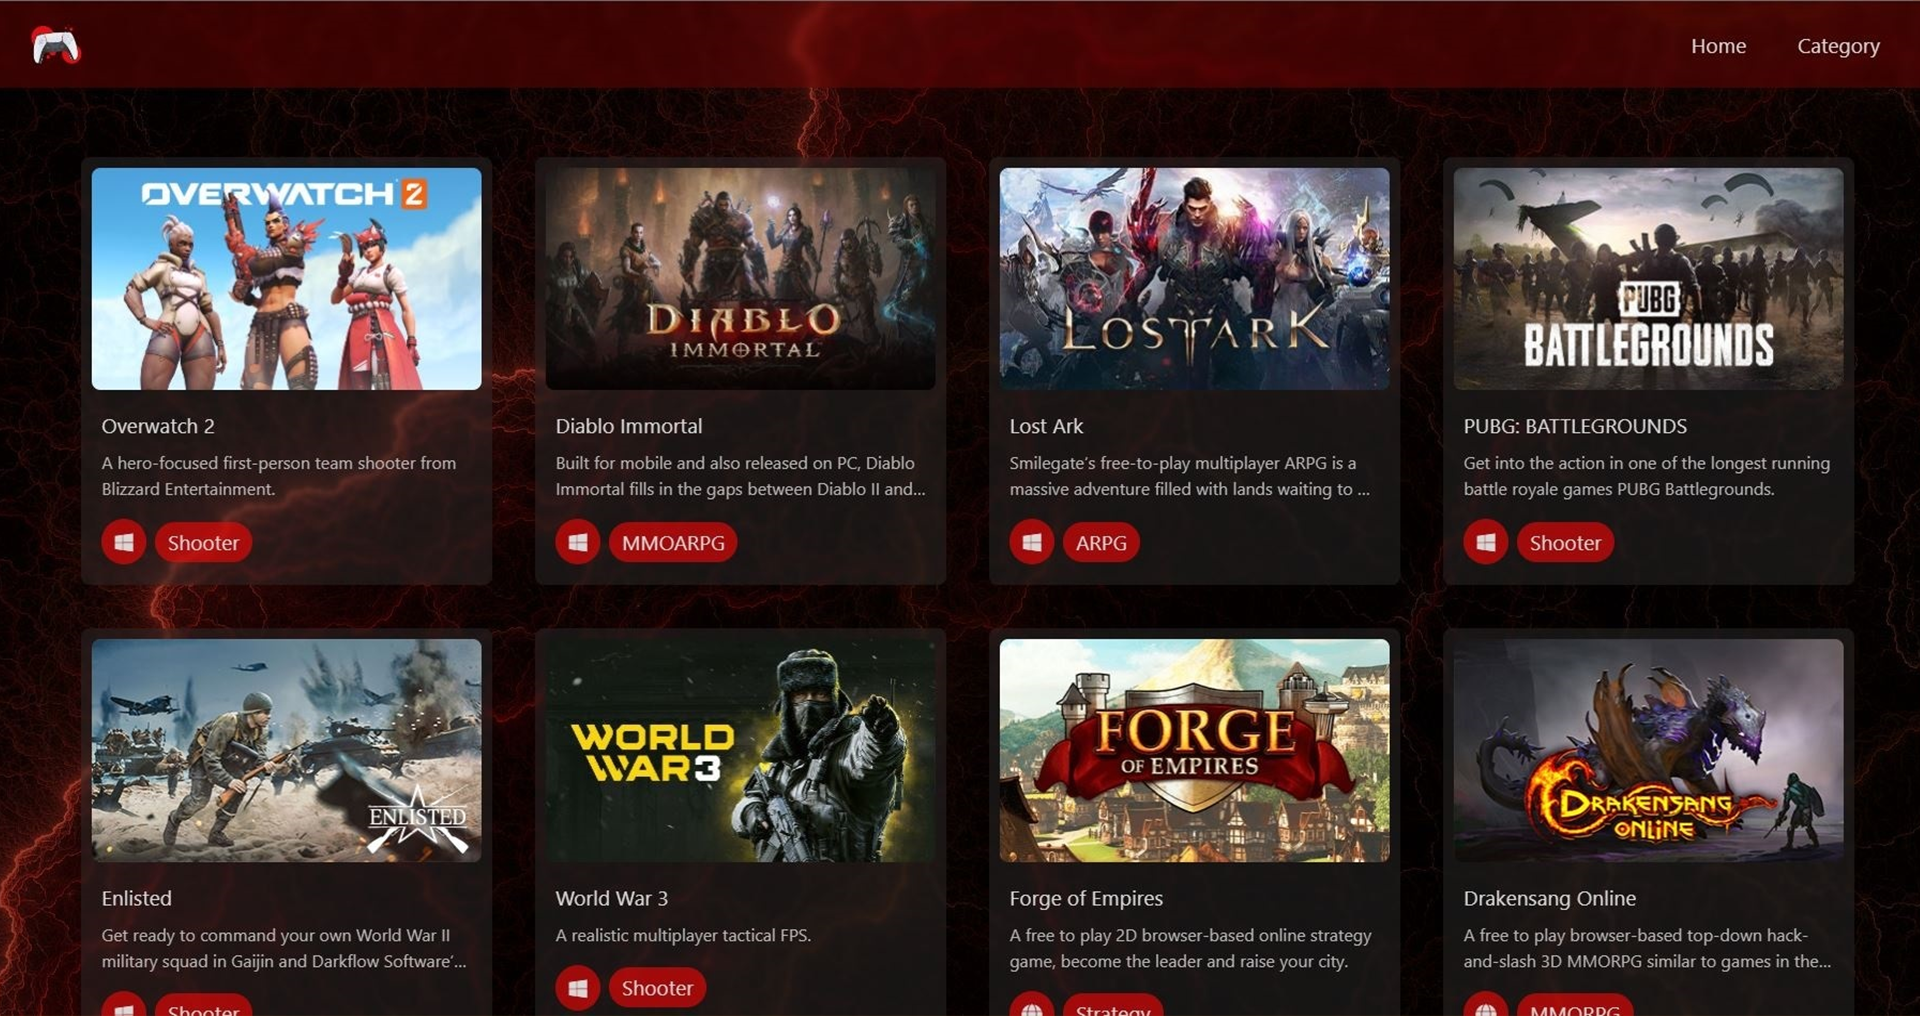 Home
Category
OVERWATCH 2
DIABLO
IMMORTAL
LOST ARK
PUBG
BATTLEGROUNDS
Overwatch 2
A hero-focused first-person team shooter from
Blizzard Entertainment.
Shooter
Diablo Immortal
Built for mobile and also released on PC, Diablo
Immortal fills in the gaps between Diablo II and...
MMOARPG
Lost Ark
Smilegate’s free-to-play multiplayer ARPG is a
massive adventure filled with lands waiting to ...
ARPG
PUBG: BATTLEGROUNDS
Get into the action in one of the longest running
battle royale games PUBG Battlegrounds.
Shooter
ENLISTED
WORLD
WAR3
FORGE
OF EMPIRES
DRAKENSANG
ONLINE
Enlisted
Get ready to command your own World War II
military squad in Gaijin and Darkflow Software’...
Shooter
World War 3
A realistic multiplayer tactical FPS.
Shooter
Forge of Empires
A free to play 2D browser-based online strategy
game, become the leader and raise your city.
Strategy
Drakensang Online
A free to play browser-based top-down hack-
and-slash 3D MMORPG similar to games in the...
MMORPG